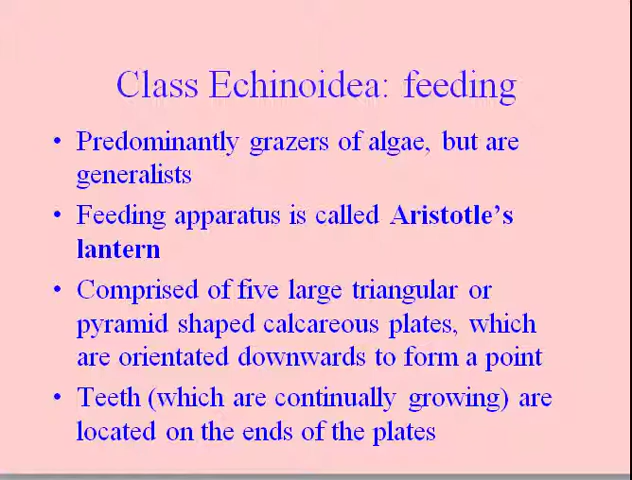 Class Echinoidea: feeding
• Predominantly grazers of algae, but are
generalists
• Feeding apparatus is called Aristotle's
lantern
• Comprised of five large triangular or
pyramid shaped calcareous plates, which
are orientated downwards to form a point
• Teeth (which are continually growing) are
located on the ends of the plates